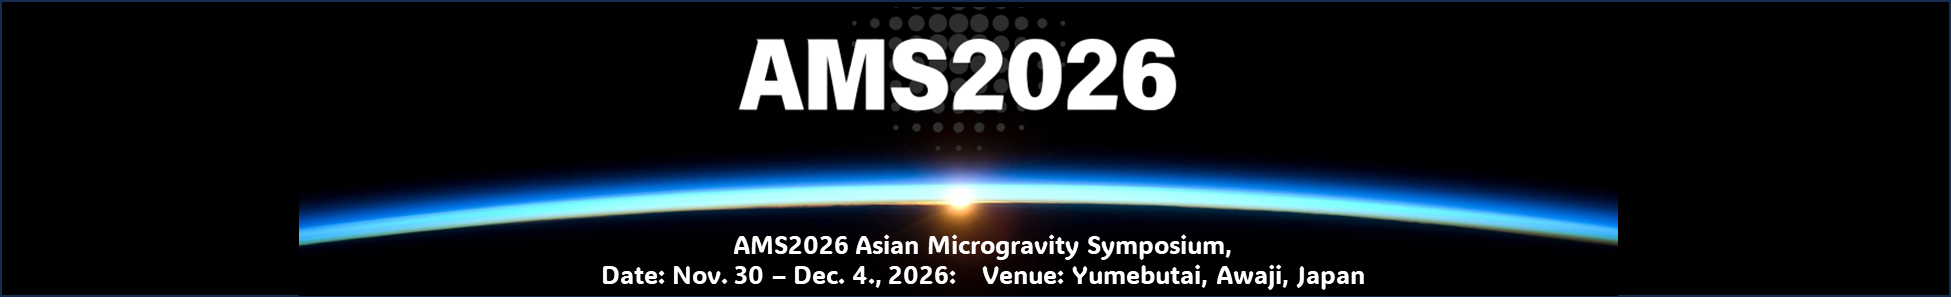 AMS2026
AMS2026 Asian Microgravity Symposium,
Date: Nov. 30 – Dec. 4., 2026:   Venue: Yumebutai, Awaji, Japan